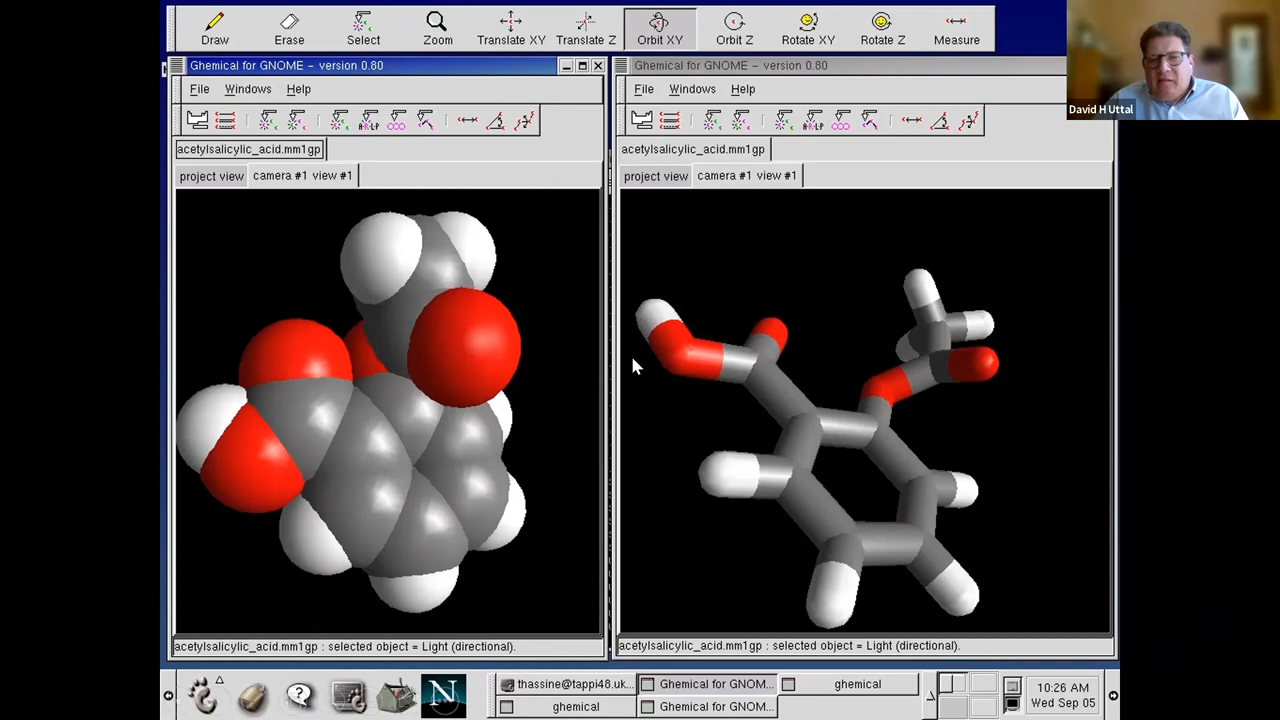 Draw Erase Select Zoom Translate XY Translate Z Orbit XY Orbit Z Rotate XY Rotate Z Measure
David H Uttal
Ghemical for GNOME – version 0.80
File Windows Help
acetylsalicylic_acid.mm1gp
project view camera #1 view #1
acetylsalicylic_acid.mm1gp : selected object = Light (directional).
Ghemical for GNOME – version 0.80
File Windows Help
acetylsalicylic_acid.mm1gp
project view camera #1 view #1
acetylsalicylic_acid.mm1gp : selected object = Light (directional).
thassine@tappi48.uk... Ghemical for GNOM... ghemical
ghemical Ghemical for GNOM...
10:26 AM
Wed Sep 05
N